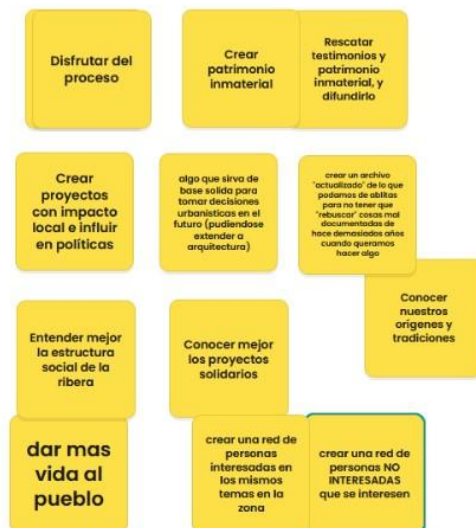 Disfrutar del
proceso
Crear
patrimonio
inmaterial
Rescatar
testimonios y
patrimonio
inmaterial, y
difundirlo
Crear
proyectos
con impacto
local e influir
en políticas
algo que sirva de
base solida para
tomar decisiones
urbanisticas en el
futuro (pudiendose
extender a
arquitectura)
crear un archivo
"actualizado" de lo que
podamos de ablitas
para no tener que
"rebuscar" cosas mal
documentadas de
hace demasiados años
cuando queramos
hacer algo
Conocer
nuestros
orígenes y
tradiciones
Entender mejor
la estructura
social de la
ribera
Conocer mejor
los proyectos
solidarios
dar mas
vida al
pueblo
crear una red de
personas
interesadas en
los mismos
temas en la
zona
crear una red de
personas NO
INTERESADAS
que se interesen